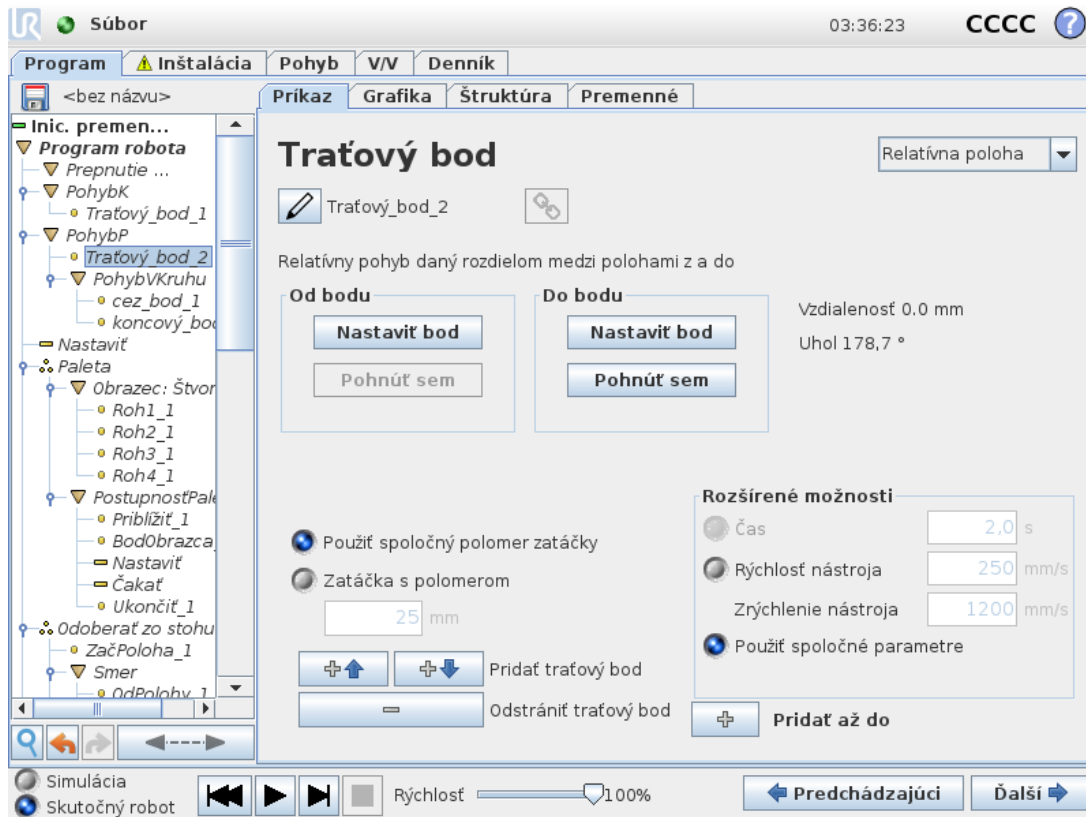 Súbor
03:36:23
CCCC
?
Program
Inštalácia
Pohyb
V/V
Denník
<bez názvu>
Príkaz
Grafika
Štruktúra
Premenné
Inic. premen...
Program robota
Prepnutie ...
PohybK
Traťový_bod_1
PohybP
Traťový_bod_2
PohybVKruhu
cez_bod_1
koncový_bod
Nastaviť
Paleta
Obrazec: Štvor
Roh1_1
Roh2_1
Roh3_1
Roh4_1
PostupnosťPale
Priblížiť_1
BodObrazca_
Nastaviť
Čakať
Ukončiť_1
Odoberať zo stohu
ZačPoloha_1
Smer
OdPolohy_1
Traťový bod
Relatívna poloha
Traťový_bod_2
Relatívny pohyb daný rozdielom medzi polohami z a do
Od bodu
Nastaviť bod
Pohnúť sem
Do bodu
Nastaviť bod
Pohnúť sem
Vzdialenosť 0.0 mm
Uhol 178,7 °
Použiť spoločný polomer zatáčky
Zatáčka s polomerom
25 mm
Pridať traťový bod
Odstrániť traťový bod
Rozšírené možnosti
Čas 2,0 s
Rýchlosť nástroja 250 mm/s
Zrýchlenie nástroja 1200 mm/s
Použiť spoločné parametre
Pridať až do
Simulácia
Skutočný robot
Rýchlosť 100%
Predchádzajúci
Ďalší